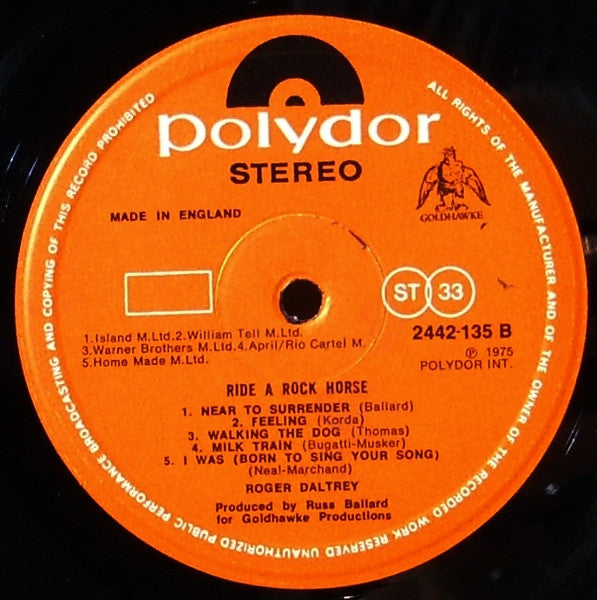 polydor
STEREO
GOLDHAWKE
MADE IN ENGLAND
ST 33
2442-135 B
℗ 1975
POLYDOR INT.
1.Island M.Ltd.2.William Tell M.Ltd.
3.Warner Brothers M.Ltd.4.April/Rio Cartel M.
5.Home Made M.Ltd.
RIDE A ROCK HORSE
1. NEAR TO SURRENDER (Ballard)
2. FEELING (Korda)
3. WALKING THE DOG (Thomas)
4. MILK TRAIN (Bugatti-Musker)
5. I WAS (BORN TO SING YOUR SONG)
(Neal-Marchand)
ROGER DALTREY
Produced by Russ Ballard
for Goldhawke Productions
ALL RIGHTS OF THE MANUFACTURER AND OF THE OWNER OF THE RECORDED WORK RESERVED UNAUTHORIZED PUBLIC PERFORMANCE BROADCASTING AND COPYING OF THIS RECORD PROHIBITED